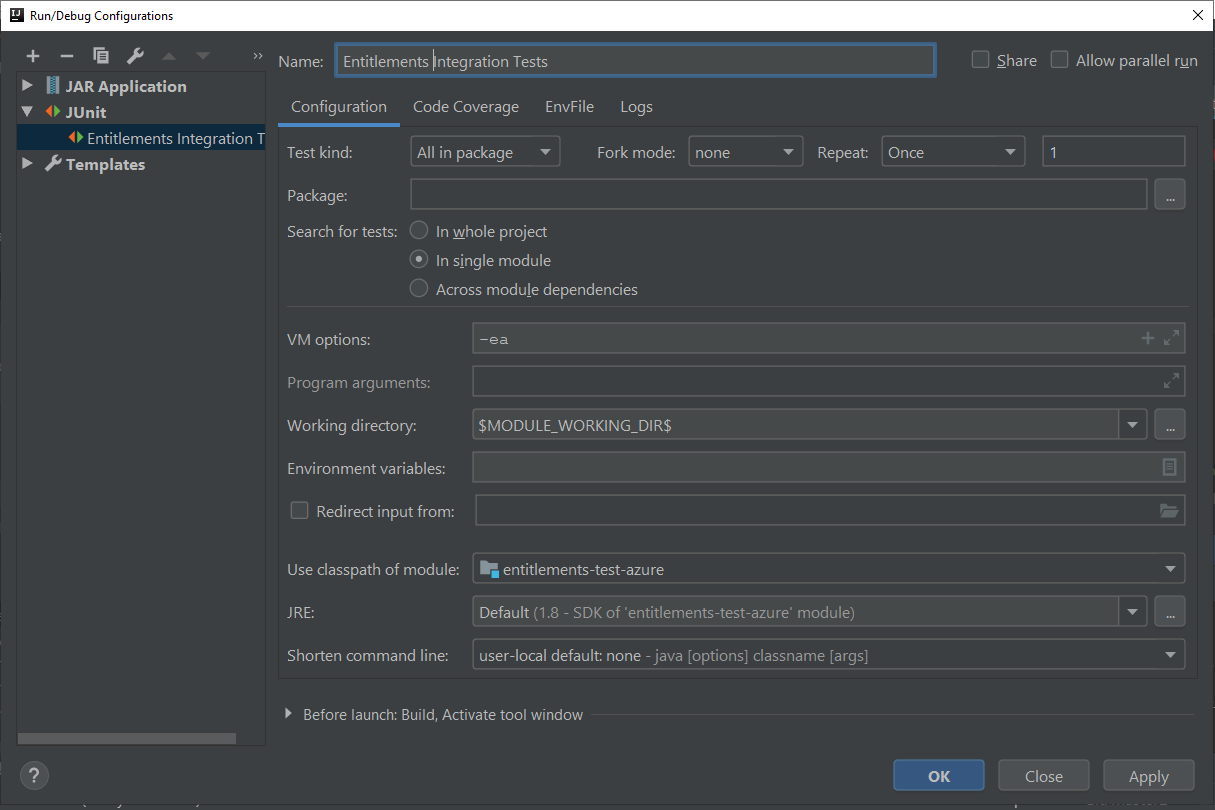 Run/Debug Configurations
Name: Entitlements Integration Tests Share Allow parallel run
JAR Application
JUnit
Entitlements Integration T
Templates
Configuration Code Coverage EnvFile Logs
Test kind: All in package Fork mode: none Repeat: Once 1
Package: ...
Search for tests: In whole project
In single module
Across module dependencies
VM options: -ea
Program arguments:
Working directory: $MODULE_WORKING_DIR$ ...
Environment variables:
Redirect input from:
Use classpath of module: entitlements-test-azure
JRE: Default (1.8 - SDK of 'entitlements-test-azure' module) ...
Shorten command line: user-local default: none - java [options] classname [args]
Before launch: Build, Activate tool window
? OK Close Apply